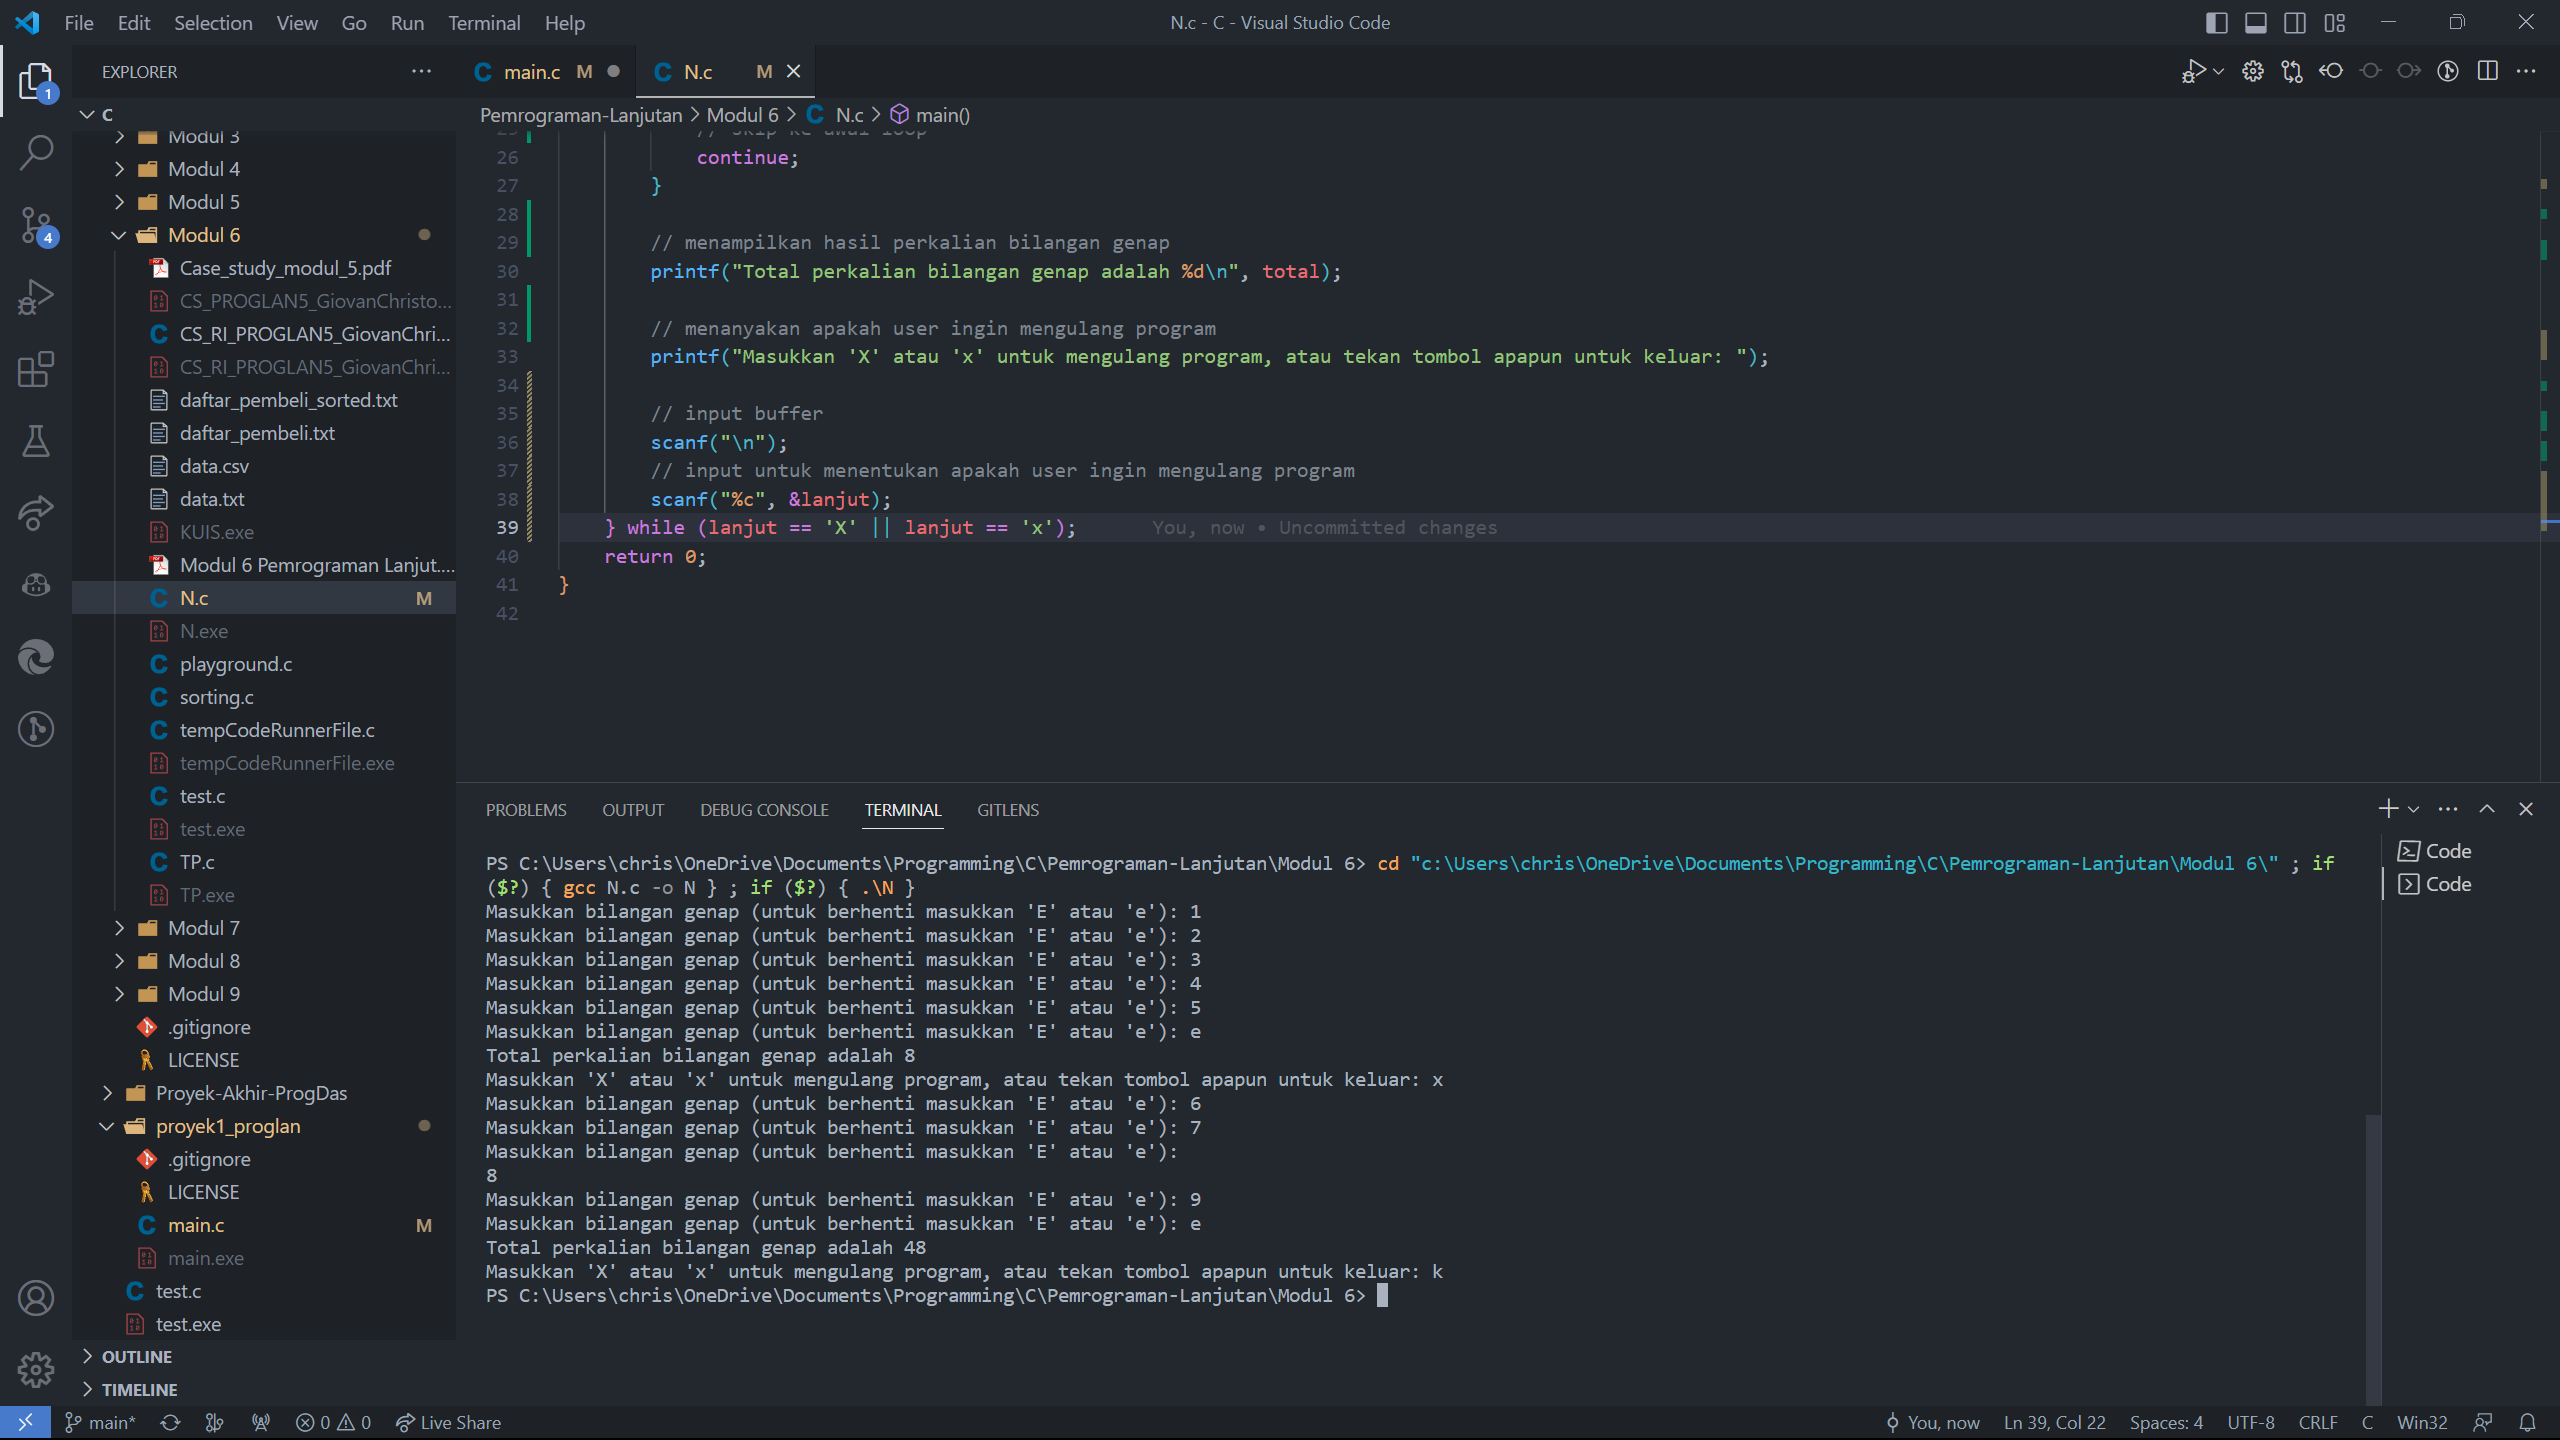 File Edit Selection View Go Run Terminal Help
N.c - C - Visual Studio Code
EXPLORER
main.c M
N.c M
C
Pemrograman-Lanjutan > Modul 6 > C N.c > main()
Modul 3
Modul 4
Modul 5
Modul 6
Case_study_modul_5.pdf
CS_PROGLAN5_GiovanChristo...
CS_RI_PROGLAN5_GiovanChri...
CS_RI_PROGLAN5_GiovanChri...
daftar_pembeli_sorted.txt
daftar_pembeli.txt
data.csv
data.txt
KUIS.exe
Modul 6 Pemrograman Lanjut....
N.c M
N.exe
playground.c
sorting.c
tempCodeRunnerFile.c
tempCodeRunnerFile.exe
test.c
test.exe
TP.c
TP.exe
Modul 7
Modul 8
Modul 9
.gitignore
LICENSE
Proyek-Akhir-ProgDas
proyek1_proglan
.gitignore
LICENSE
main.c M
main.exe
test.c
test.exe
OUTLINE
TIMELINE
1
4
25 // skip ke awal loop
26 continue;
27 }
28
29 // menampilkan hasil perkalian bilangan genap
30 printf("Total perkalian bilangan genap adalah %d\n", total);
31
32 // menanyakan apakah user ingin mengulang program
33 printf("Masukkan 'X' atau 'x' untuk mengulang program, atau tekan tombol apapun untuk keluar: ");
34
35 // input buffer
36 scanf("\n");
37 // input untuk menentukan apakah user ingin mengulang program
38 scanf("%c", &lanjut);
39 } while (lanjut == 'X' || lanjut == 'x'); You, now • Uncommitted changes
40 return 0;
41 }
42
PROBLEMS OUTPUT DEBUG CONSOLE TERMINAL GITLENS
PS C:\Users\chris\OneDrive\Documents\Programming\C\Pemrograman-Lanjutan\Modul 6> cd "c:\Users\chris\OneDrive\Documents\Programming\C\Pemrograman-Lanjutan\Modul 6\" ; if
($?) { gcc N.c -o N } ; if ($?) { .\N }
Masukkan bilangan genap (untuk berhenti masukkan 'E' atau 'e'): 1
Masukkan bilangan genap (untuk berhenti masukkan 'E' atau 'e'): 2
Masukkan bilangan genap (untuk berhenti masukkan 'E' atau 'e'): 3
Masukkan bilangan genap (untuk berhenti masukkan 'E' atau 'e'): 4
Masukkan bilangan genap (untuk berhenti masukkan 'E' atau 'e'): 5
Masukkan bilangan genap (untuk berhenti masukkan 'E' atau 'e'): e
Total perkalian bilangan genap adalah 8
Masukkan 'X' atau 'x' untuk mengulang program, atau tekan tombol apapun untuk keluar: x
Masukkan bilangan genap (untuk berhenti masukkan 'E' atau 'e'): 6
Masukkan bilangan genap (untuk berhenti masukkan 'E' atau 'e'): 7
Masukkan bilangan genap (untuk berhenti masukkan 'E' atau 'e'):
8
Masukkan bilangan genap (untuk berhenti masukkan 'E' atau 'e'): 9
Masukkan bilangan genap (untuk berhenti masukkan 'E' atau 'e'): e
Total perkalian bilangan genap adalah 48
Masukkan 'X' atau 'x' untuk mengulang program, atau tekan tombol apapun untuk keluar: k
PS C:\Users\chris\OneDrive\Documents\Programming\C\Pemrograman-Lanjutan\Modul 6>
Code
Code
main* 0 0 Live Share
You, now Ln 39, Col 22 Spaces: 4 UTF-8 CRLF C Win32